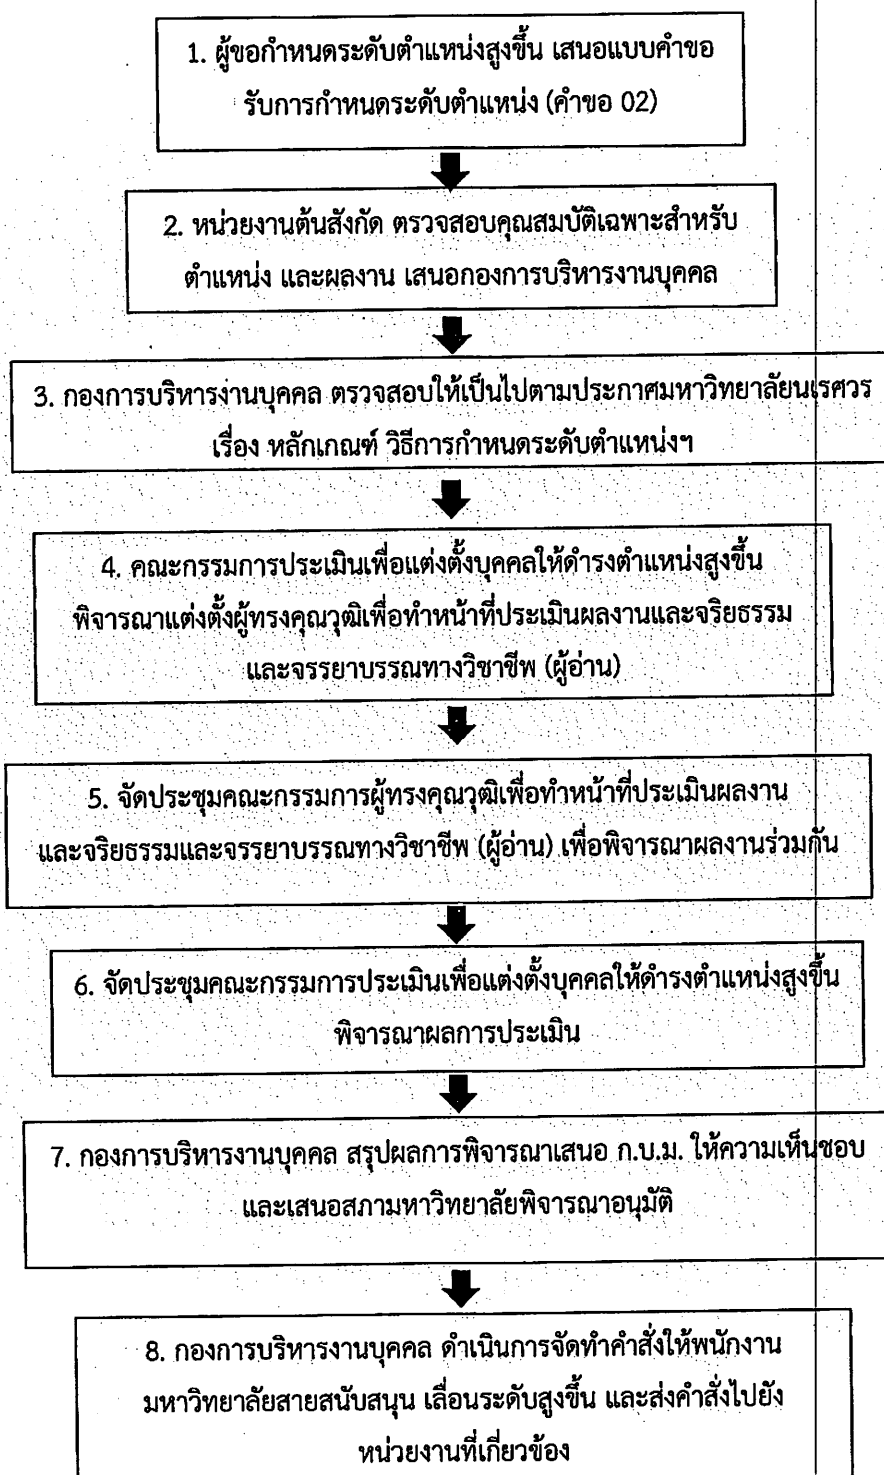 1. ผู้ขอกำหนดระดับตำแหน่งสูงขึ้น เสนอแบบคำขอ
รับการกำหนดระดับตำแหน่ง (คำขอ 02)
2. หน่วยงานต้นสังกัด ตรวจสอบคุณสมบัติเฉพาะสำหรับ
ตำแหน่ง และผลงาน เสนอกองการบริหารงานบุคคล
3. กองการบริหารงานบุคคล ตรวจสอบให้เป็นไปตามประกาศมหาวิทยาลัยนเรศวร
เรื่อง หลักเกณฑ์ วิธีการกำหนดระดับตำแหน่งฯ
4. คณะกรรมการประเมินเพื่อแต่งตั้งบุคคลให้ดำรงตำแหน่งสูงขึ้น
พิจารณาแต่งตั้งผู้ทรงคุณวุฒิเพื่อทำหน้าที่ประเมินผลงานและจริยธรรม
และจรรยาบรรณทางวิชาชีพ (ผู้อ่าน)
5. จัดประชุมคณะกรรมการผู้ทรงคุณวุฒิเพื่อทำหน้าที่ประเมินผลงาน
และจริยธรรมและจรรยาบรรณทางวิชาชีพ (ผู้อ่าน) เพื่อพิจารณาผลงานร่วมกัน
6. จัดประชุมคณะกรรมการประเมินเพื่อแต่งตั้งบุคคลให้ดำรงตำแหน่งสูงขึ้น
พิจารณาผลการประเมิน
7. กองการบริหารงานบุคคล สรุปผลการพิจารณาเสนอ ก.บ.ม. ให้ความเห็นชอบ
และเสนอสภามหาวิทยาลัยพิจารณาอนุมัติ
8. กองการบริหารงานบุคคล ดำเนินการจัดทำคำสั่งให้พนักงาน
มหาวิทยาลัยสายสนับสนุน เลื่อนระดับสูงขึ้น และส่งคำสั่งไปยัง
หน่วยงานที่เกี่ยวข้อง